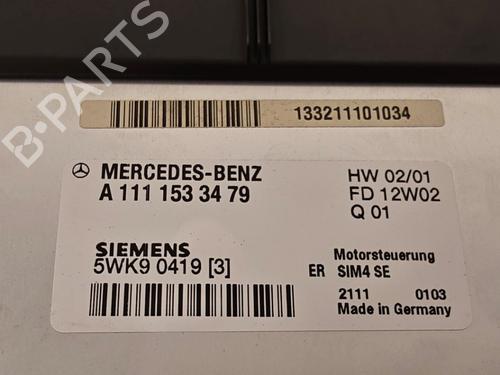 B-PARTS
133211101034
MERCEDES-BENZ
A 111 153 34 79
HW 02/01
FD 12W02
Q 01
SIEMENS
5WK9 0419 [3]
Motorsteuerung
ER SIM4 SE
2111 0103
Made in Germany